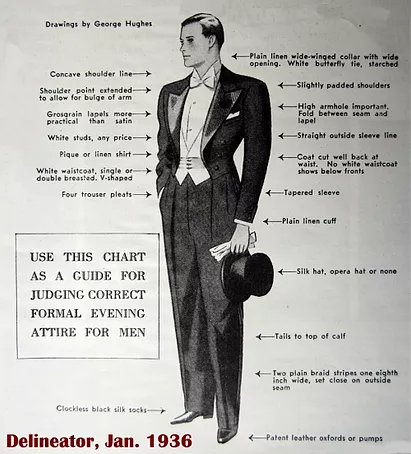 Drawings by George Hughes
Plain linen wide-winged collar with wide
opening. White butterfly tie, starched
Concave shoulder line
Slightly padded shoulders
Shoulder point extended
to allow for bulge of arm
High armhole important.
Fold between seam and
lapel
Grosgrain lapels more
practical than satin
White studs, any price
Straight outside sleeve line
Pique or linen shirt
Coat cut well back at
waist. No white waistcoat
shows below fronts
White waistcoat, single or
double breasted. V-shaped
Four trouser pleats
Tapered sleeve
Plain linen cuff
USE THIS CHART
AS A GUIDE FOR
JUDGING CORRECT
FORMAL EVENING
ATTIRE FOR MEN
Silk hat, opera hat or none
Tails to top of calf
Two plain braid stripes one eighth
inch wide, set close on outside
seam
Clockless black silk socks
Delineator, Jan. 1936
Patent leather oxfords or pumps